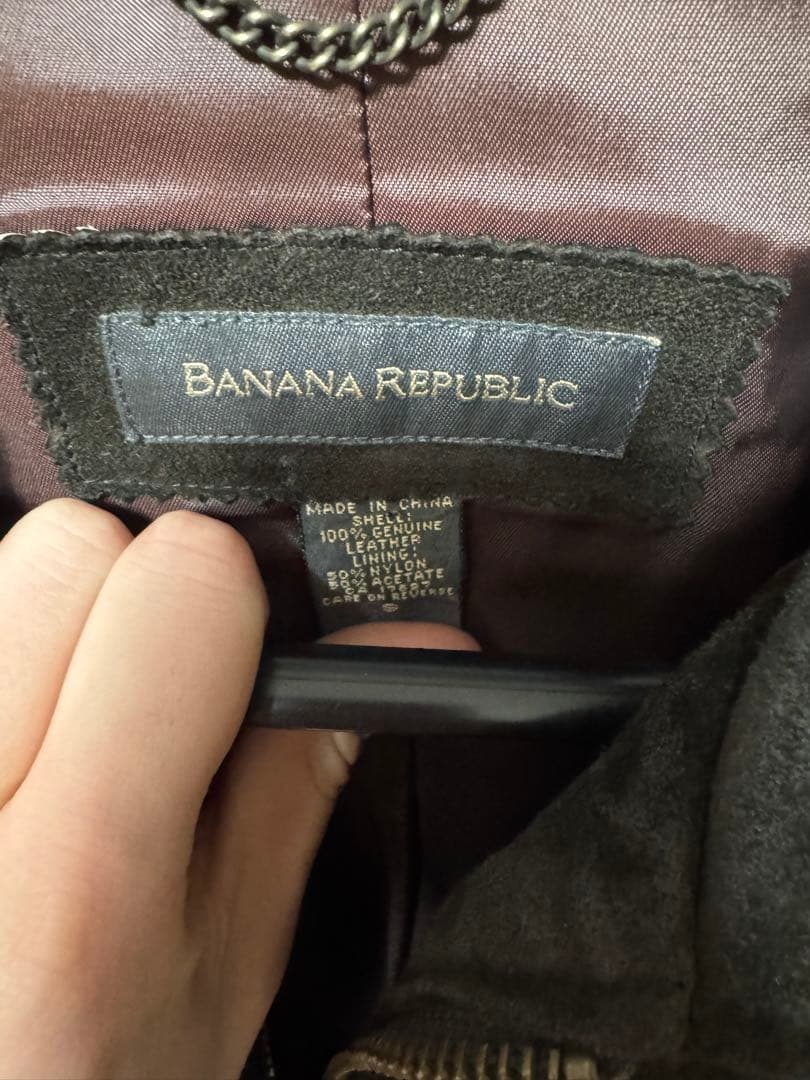 BANANA REPUBLIC
MADE IN CHINA
SHELL:
100% GENUINE
LEATHER
LINING:
50% NYLON
50% ACETATE
CARE ON REVERSE
S